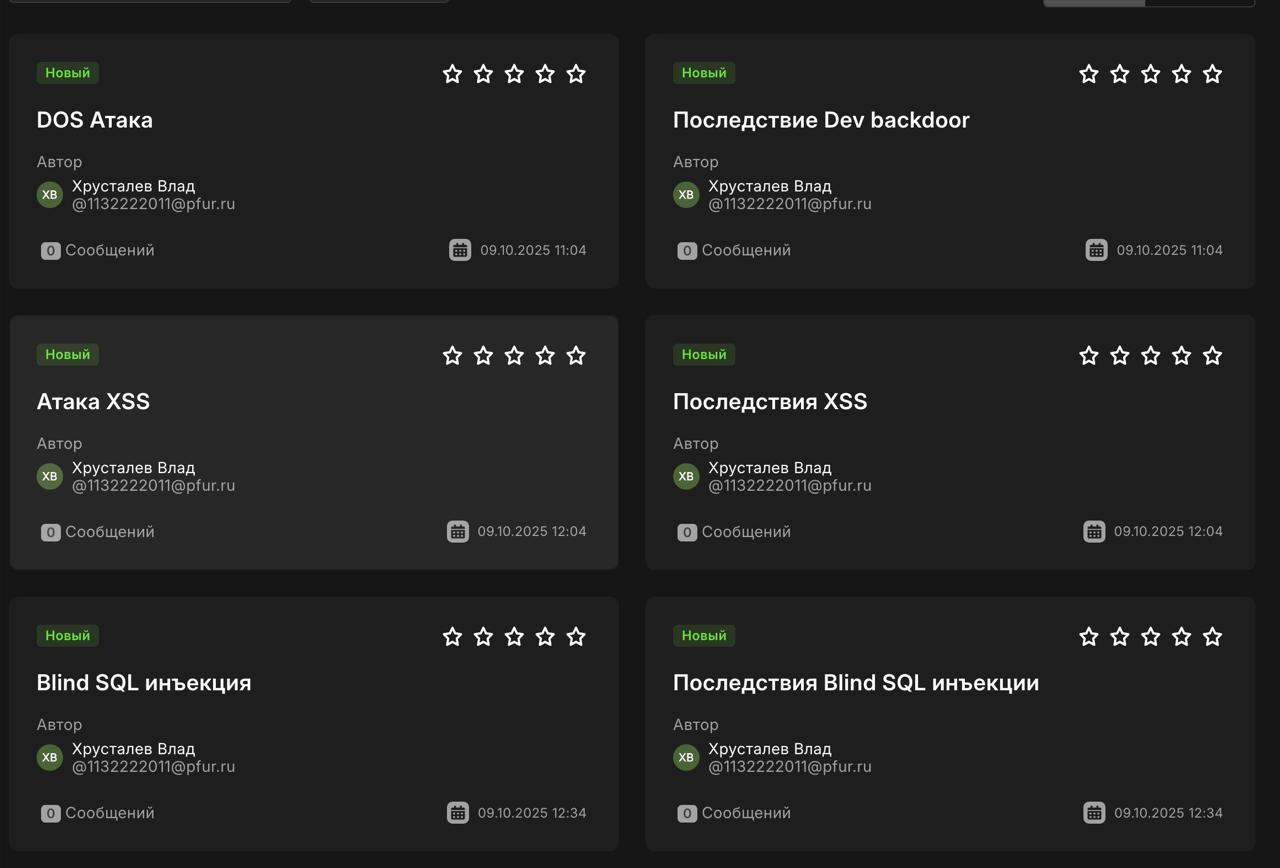 Новый
DOS Атака
Автор
ХВ
Хрусталев Влад
@1132222011@pfur.ru
0 Сообщений
09.10.2025 11:04
Новый
Последствие Dev backdoor
Автор
ХВ
Хрусталев Влад
@1132222011@pfur.ru
0 Сообщений
09.10.2025 11:04
Новый
Атака XSS
Автор
ХВ
Хрусталев Влад
@1132222011@pfur.ru
0 Сообщений
09.10.2025 12:04
Новый
Последствия XSS
Автор
ХВ
Хрусталев Влад
@1132222011@pfur.ru
0 Сообщений
09.10.2025 12:04
Новый
Blind SQL инъекция
Автор
ХВ
Хрусталев Влад
@1132222011@pfur.ru
0 Сообщений
09.10.2025 12:34
Новый
Последствия Blind SQL инъекции
Автор
ХВ
Хрусталев Влад
@1132222011@pfur.ru
0 Сообщений
09.10.2025 12:34